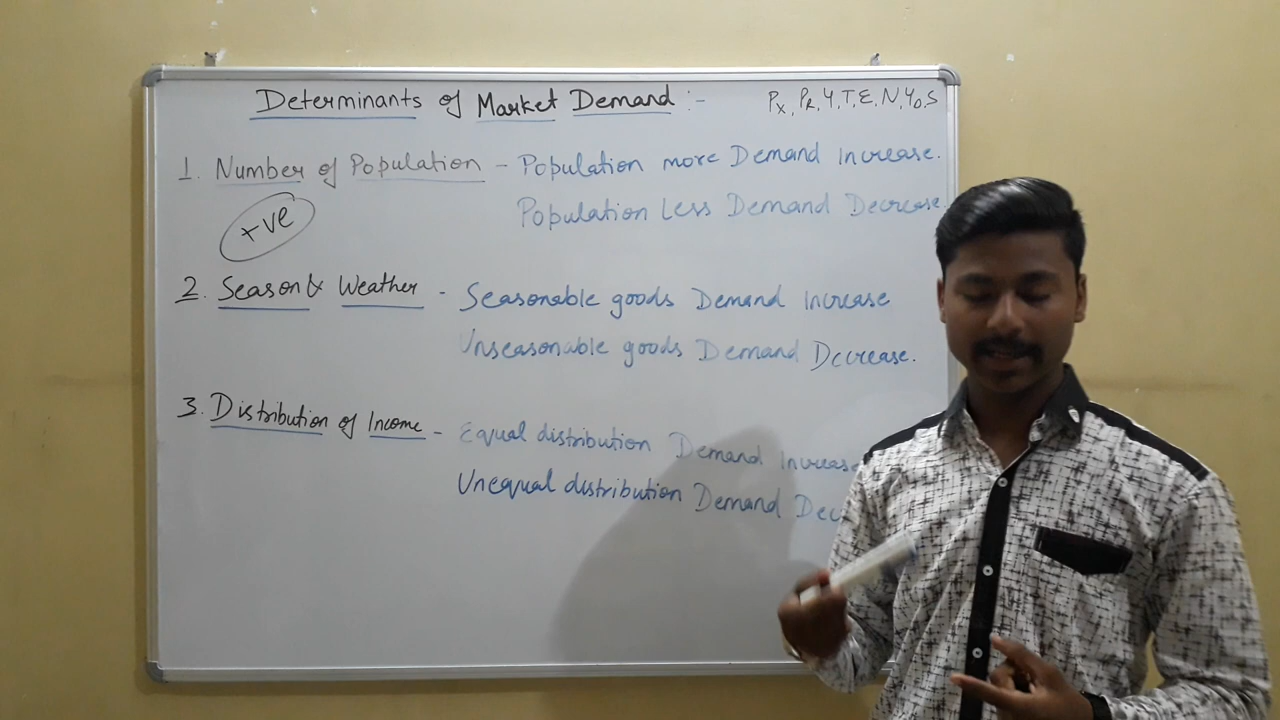 Determinants of Market Demand :-
Px, PR, Y, T, E, N, YD, S
1. Number of Population - Population more Demand Increase.
Population Less Demand Decrease.
+ve
2. Season & Weather - Seasonable goods Demand Increase
Unseasonable goods Demand Decrease.
3. Distribution of Income - Equal distribution Demand Increase
Unequal distribution Demand Dec